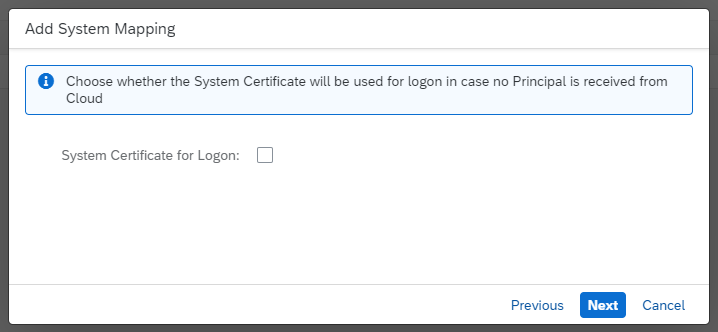 Add System Mapping
Choose whether the System Certificate will be used for logon in case no Principal is received from
Cloud
System Certificate for Logon:
Previous Next Cancel